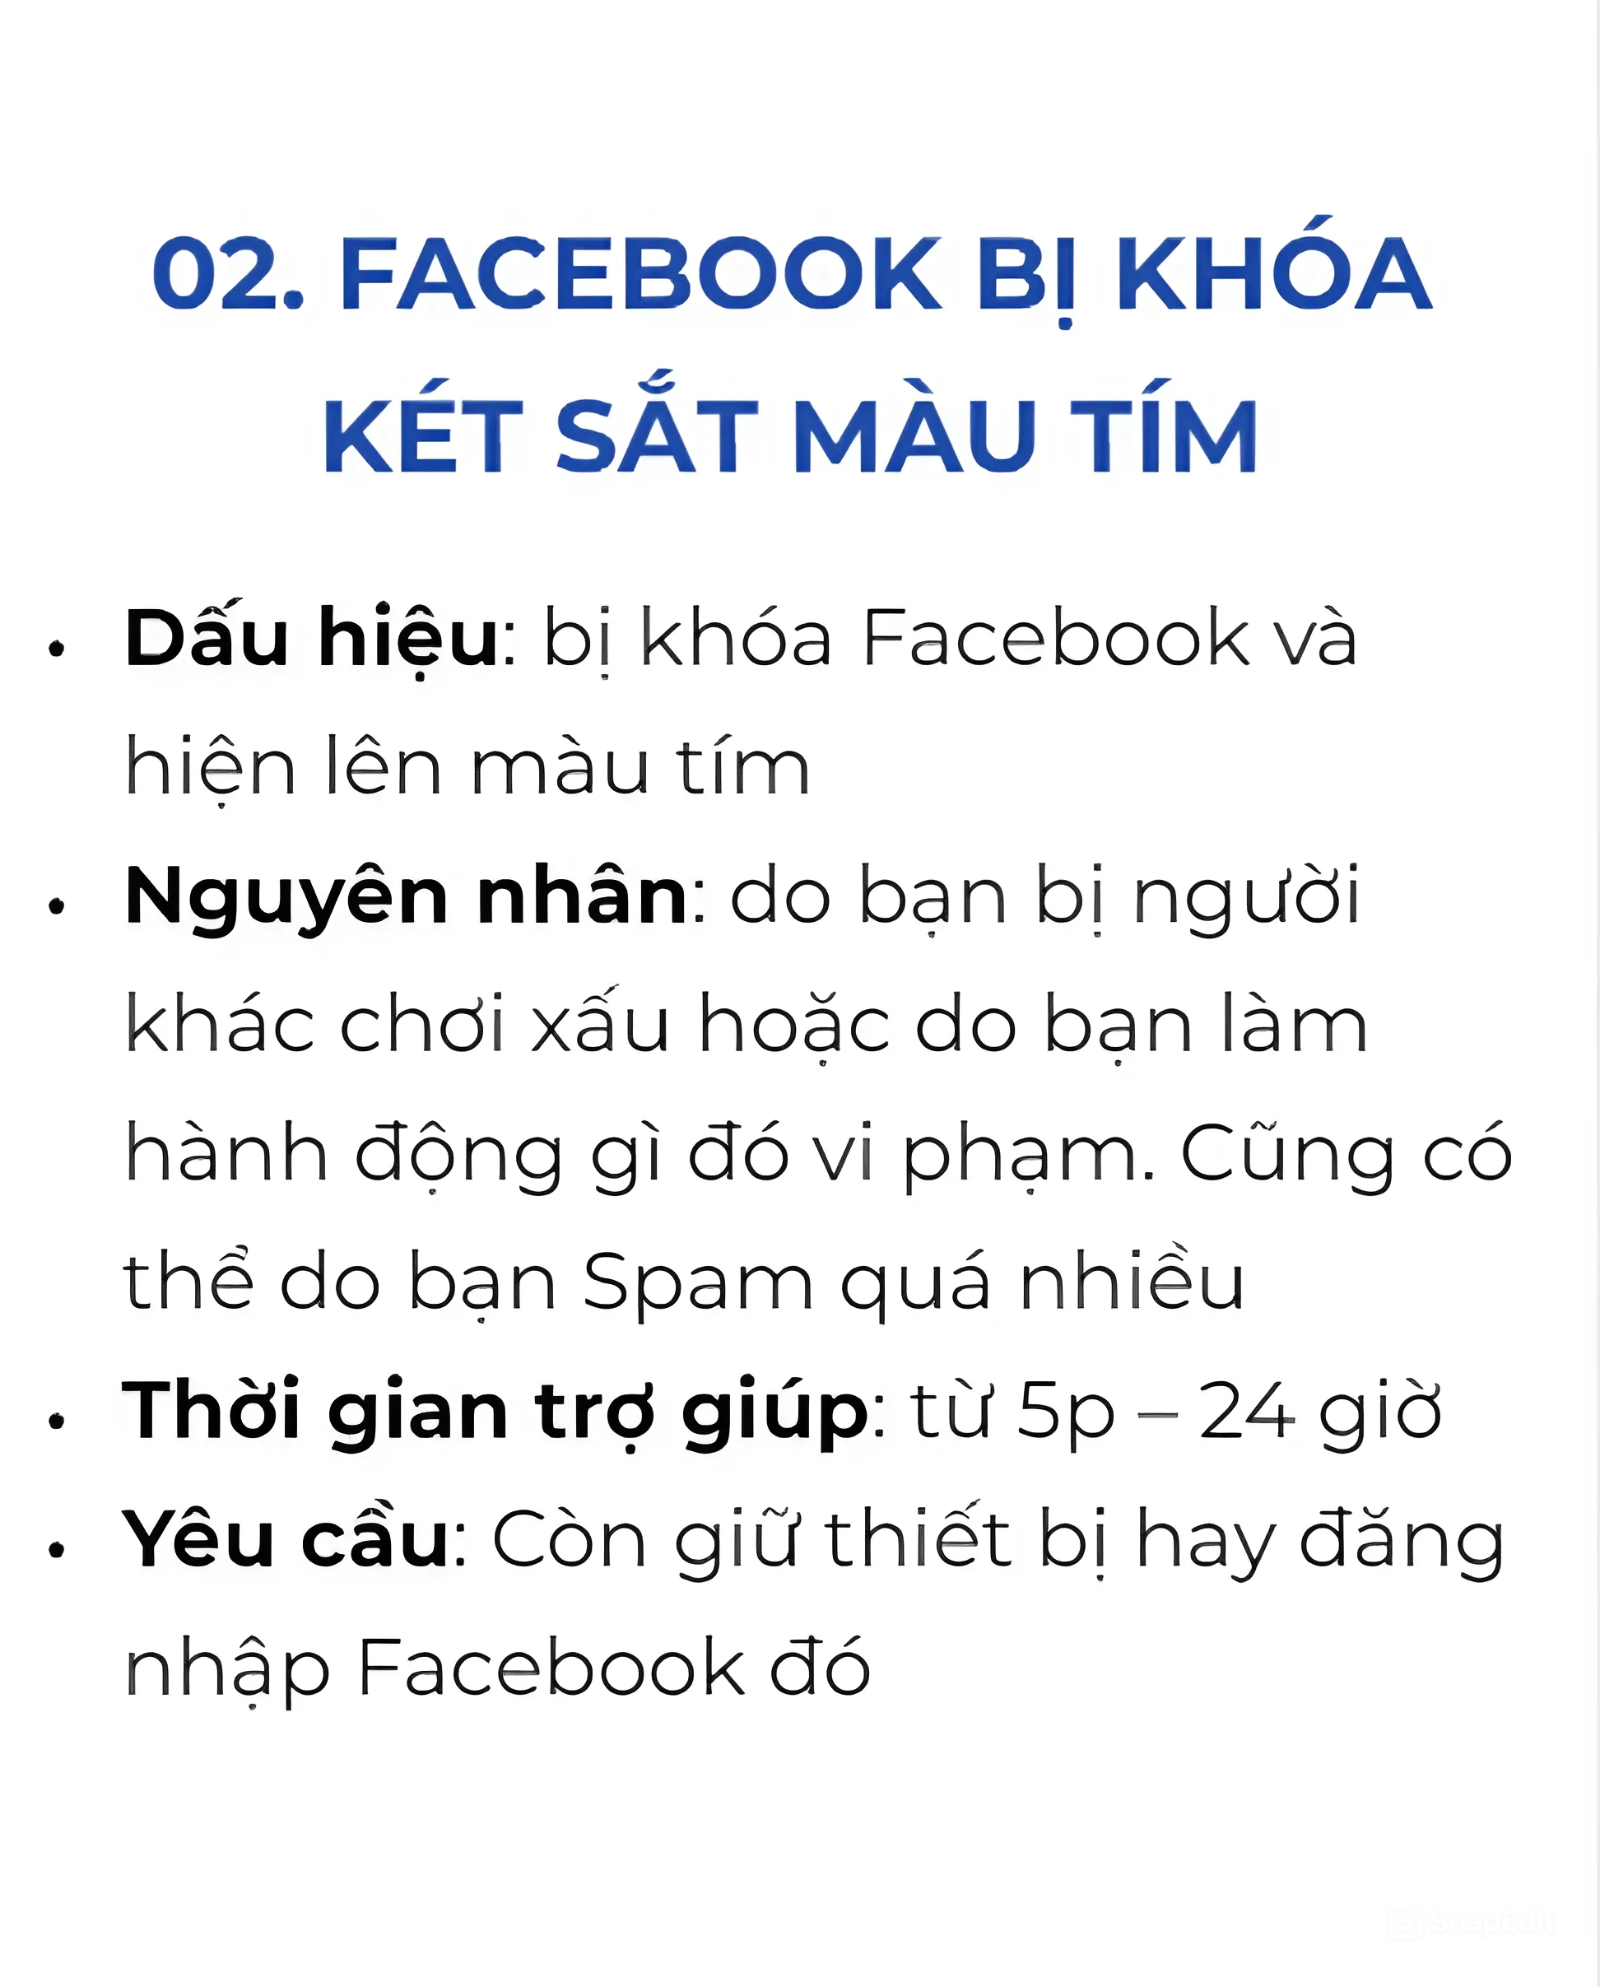 02. FACEBOOK BỊ KHÓA
KÉT SẮT MÀU TÍM
• Dấu hiệu: bị khóa Facebook và
hiện lên màu tím
• Nguyên nhân: do bạn bị người
khác chơi xấu hoặc do bạn làm
hành động gì đó vi phạm. Cũng có
thể do bạn Spam quá nhiều
• Thời gian trợ giúp: từ 5p – 24 giờ
• Yêu cầu: Còn giữ thiết bị hay đăng
nhập Facebook đó
SnapEdit